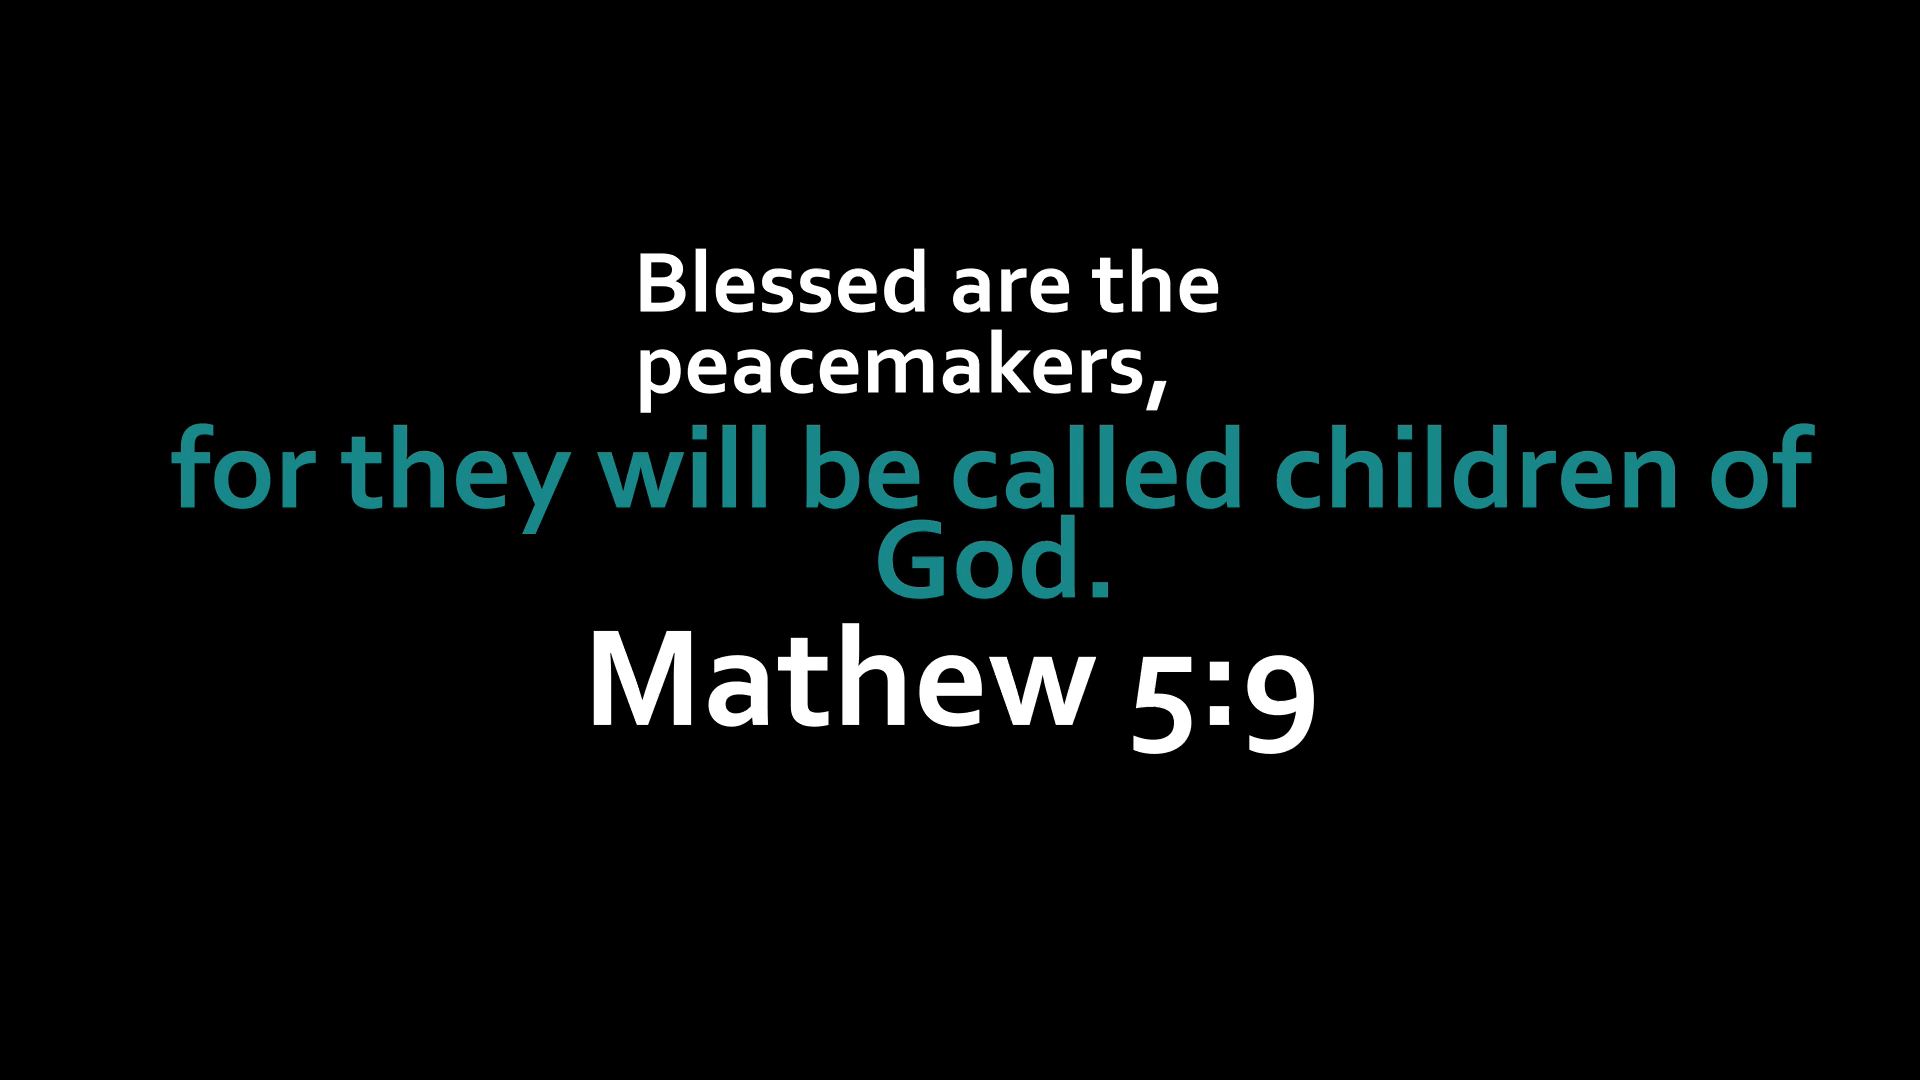 Blessed are the
peacemakers,
for they will be called children of
God.
Mathew 5:9